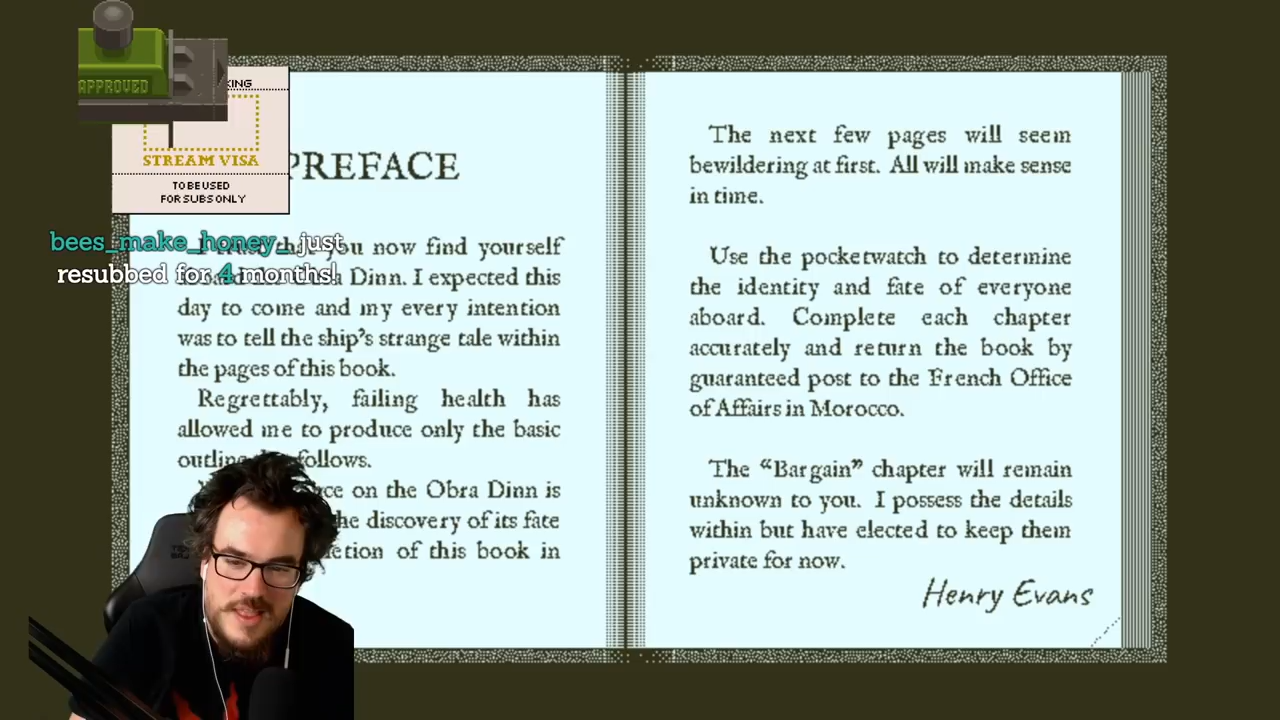 APPROVED
KING
STREAM VISA
TO BE USED
FOR SUBS ONLY
bees_make_honey_ just
resubbed for 4 months!
PREFACE
you now find yourself
Dinn. I expected this
day to come and my every intention
was to tell the ship's strange tale within
the pages of this book.
Regrettably, failing health has
allowed me to produce only the basic
follows.
on the Obra Dinn is
the discovery of its fate
of this book in
The next few pages will seem
bewildering at first. All will make sense
in time.
Use the pocketwatch to determine
the identity and fate of everyone
aboard. Complete each chapter
accurately and return the book by
guaranteed post to the French Office
of Affairs in Morocco.
The “Bargain” chapter will remain
unknown to you. I possess the details
within but have elected to keep them
private for now.
Henry Evans